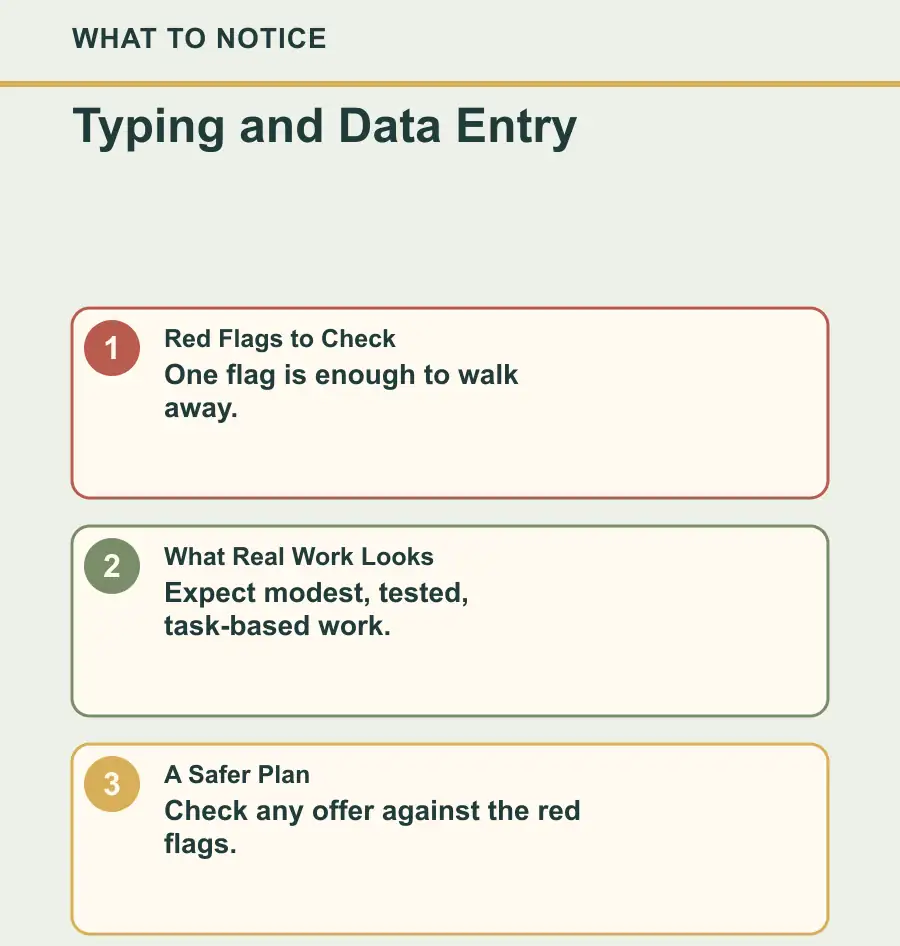 WHAT TO NOTICE
Typing and Data Entry
1
Red Flags to Check
One flag is enough to walk
away.
2
What Real Work Looks
Expect modest, tested,
task-based work.
3
A Safer Plan
Check any offer against the red
flags.